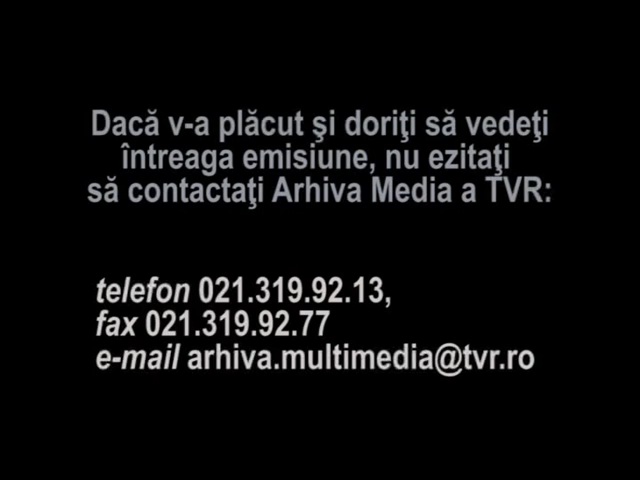 Dacă v-a plăcut şi doriţi să vedeţi
întreaga emisiune, nu ezitaţi
să contactaţi Arhiva Media a TVR:
telefon 021.319.92.13,
fax 021.319.92.77
e-mail arhiva.multimedia@tvr.ro